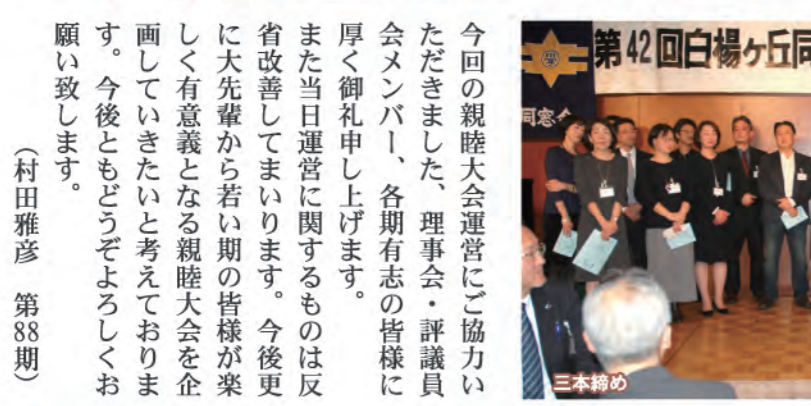 今回の親睦大会運営にご協力い
ただきました、理事会・評議員
会メンバー、各期有志の皆様に
厚く御礼申し上げます。
また当日運営に関するものは反
省改善してまいります。今後更
に大先輩から若い期の皆様が楽
しく有意義となる親睦大会を企
画していきたいと考えておりま
す。今後ともどうぞよろしくお
願い致します。
（村田雅彦　第88期）
第42回白楊ヶ丘同
同窓会
三本締め